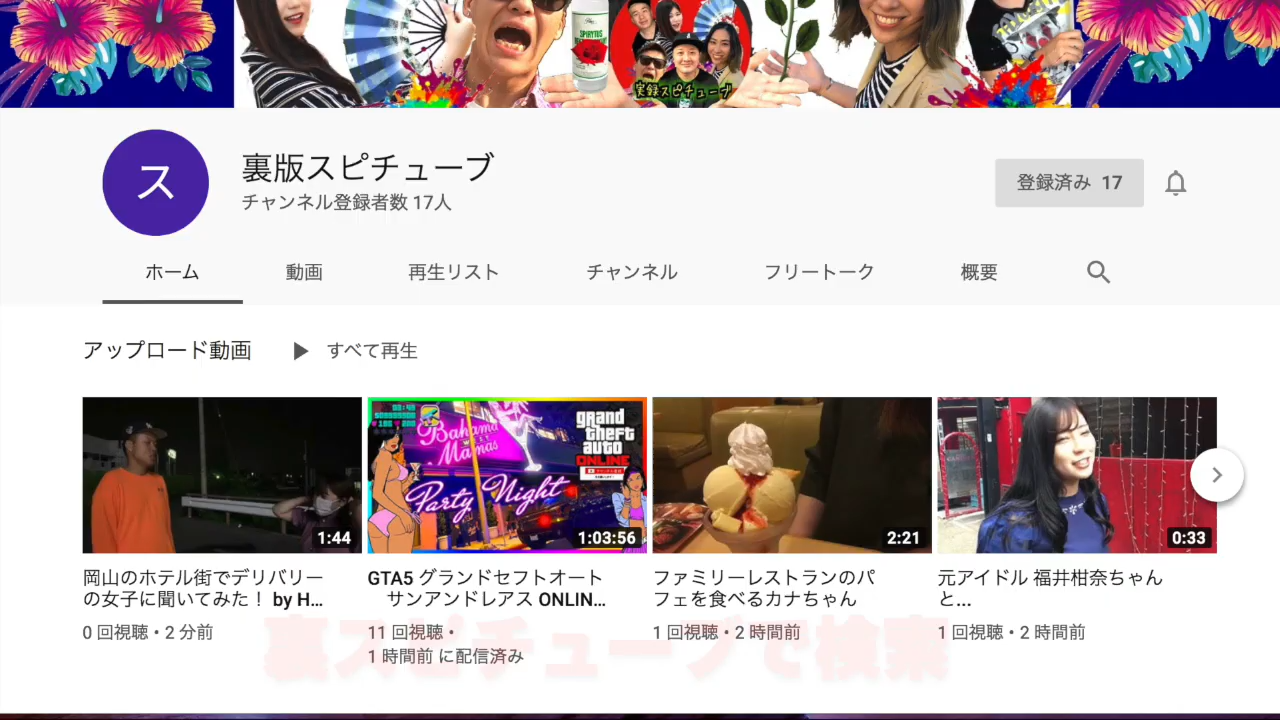 SPIRYTUS
実録スピチューブ
ス
裏版スピチューブ
チャンネル登録者数 17人
登録済み 17
ホーム
動画
再生リスト
チャンネル
フリートーク
概要
アップロード動画
すべて再生
1:44
Bahama
Mamas
Party Night
grand
theft
auto
ONLINE
1:03:56
2:21
0:33
岡山のホテル街でデリバリー
の女子に聞いてみた！ by H...
0 回視聴・2 分前
GTA5 グランドセフトオート
サンアンドレアス ONLIN...
11 回視聴・
1 時間前 に配信済み
ファミリーレストランのパ
フェを食べるカナちゃん
1 回視聴・2 時間前
元アイドル 福井柑奈ちゃん
と...
1 回視聴・2 時間前
裏スピチューブで検索